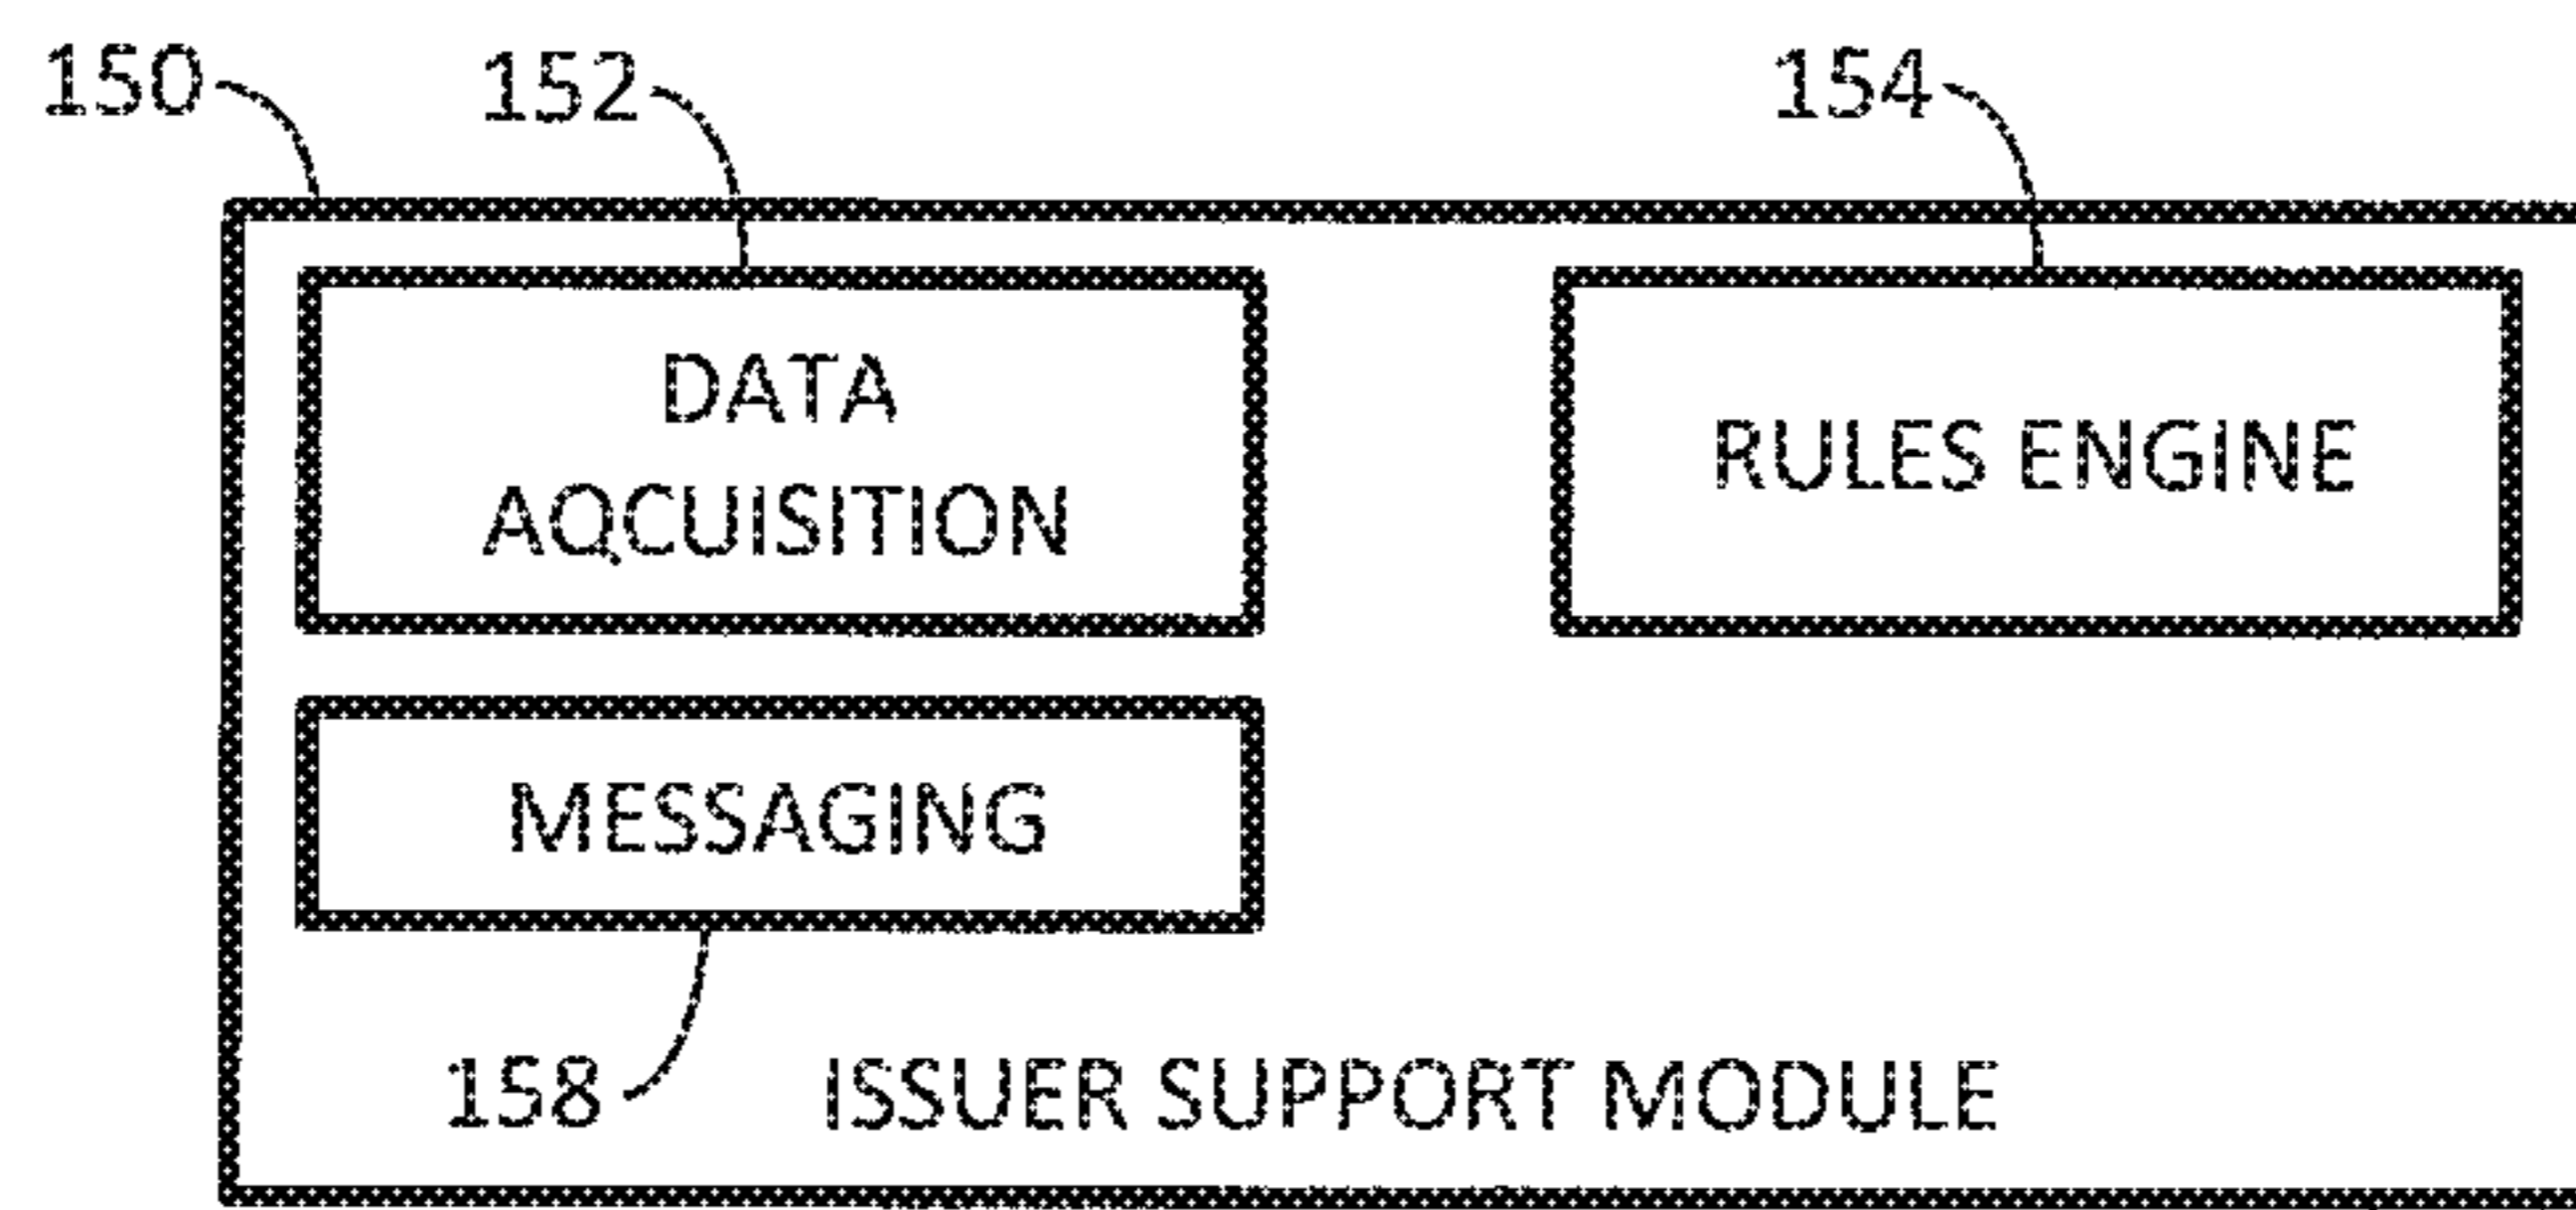 150
152
154
DATA
AQCUISITION
RULES ENGINE
MESSAGING
158
ISSUER SUPPORT MODULE